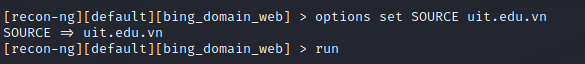 [recon-ng][default][bing_domain_web] > options set SOURCE uit.edu.vn
SOURCE ⇒ uit.edu.vn
[recon-ng][default][bing_domain_web] > run